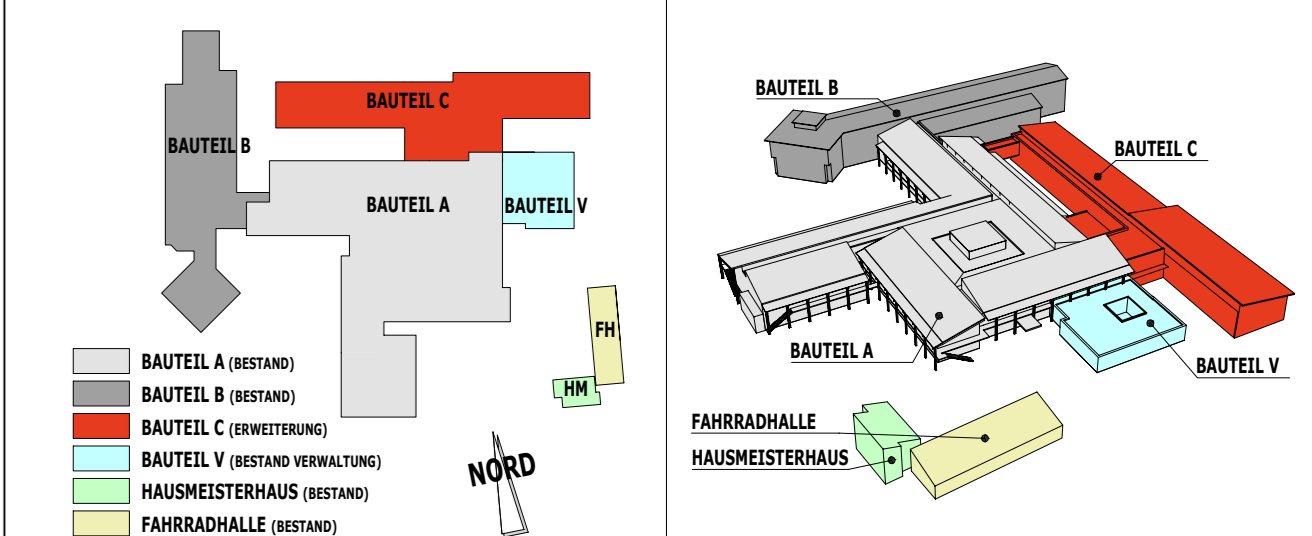 BAUTEIL C
BAUTEIL B
BAUTEIL A
BAUTEIL V
FH
HM
BAUTEIL A (BESTAND)
BAUTEIL B (BESTAND)
BAUTEIL C (ERWEITERUNG)
BAUTEIL V (BESTAND VERWALTUNG)
HAUSMEISTERHAUS (BESTAND)
FAHRRADHALLE (BESTAND)
NORD
BAUTEIL B
BAUTEIL C
BAUTEIL A
BAUTEIL V
FAHRRADHALLE
HAUSMEISTERHAUS